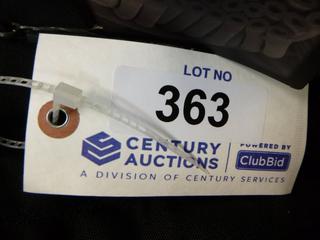 LOT NO
363
CENTURY
AUCTIONS
POWERED BY
ClubBid
A DIVISION OF CENTURY SERVICES